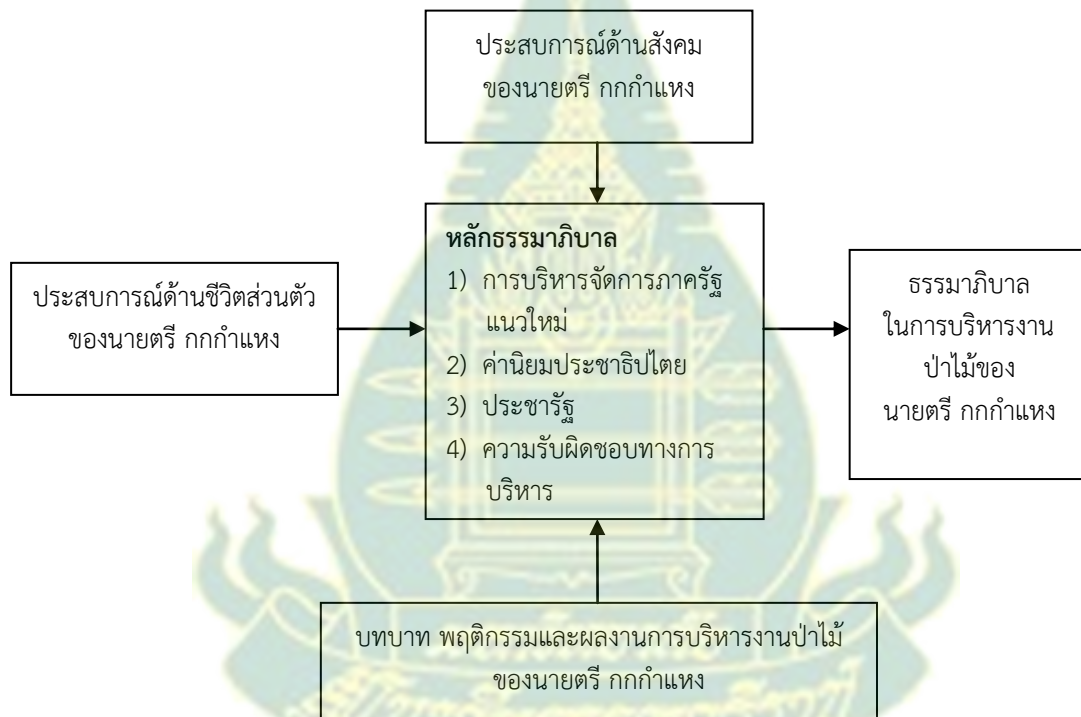 ประสบการณ์ด้านสังคม
ของนายตรี กกกำแหง
หลักธรรมาภิบาล
1) การบริหารจัดการภาครัฐ
แนวใหม่
2) ค่านิยมประชาธิปไตย
3) ประชารัฐ
4) ความรับผิดชอบทางการ
บริหาร
ประสบการณ์ด้านชีวิตส่วนตัว
ของนายตรี กกกำแหง
ธรรมาภิบาล
ในการบริหารงาน
ป่าไม้ของ
นายตรี กกกำแหง
บทบาท พฤติกรรมและผลงานการบริหารงานป่าไม้
ของนายตรี กกกำแหง